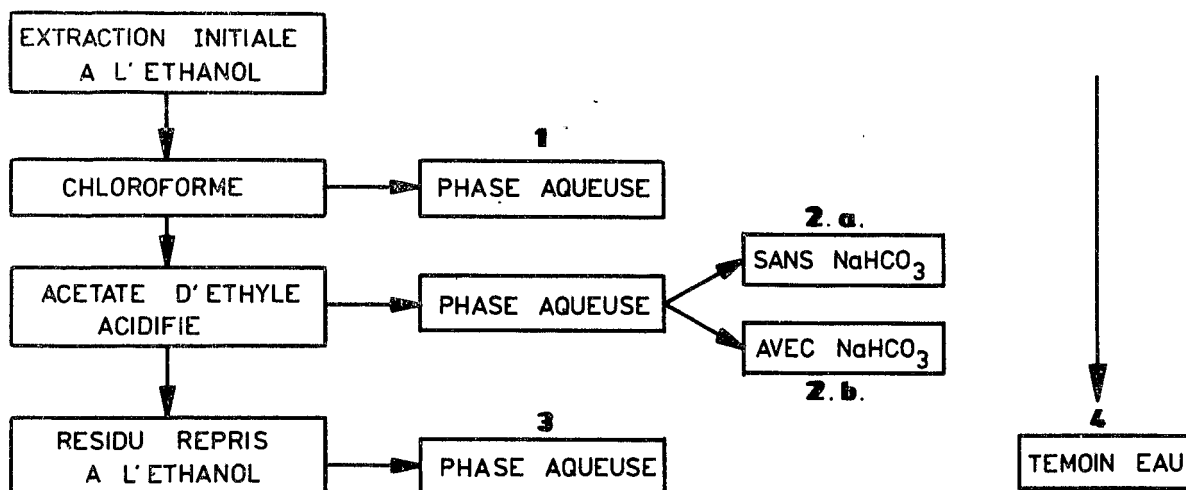 EXTRACTION INITIALE
A L'ETHANOL
1
CHLOROFORME
PHASE AQUEUSE
2.a.
SANS NaHCO3
ACETATE D'ETHYLE
ACIDIFIE
PHASE AQUEUSE
AVEC NaHCO3
2.b.
3
4
RESIDU REPRIS
A L'ETHANOL
PHASE AQUEUSE
TEMOIN EAU